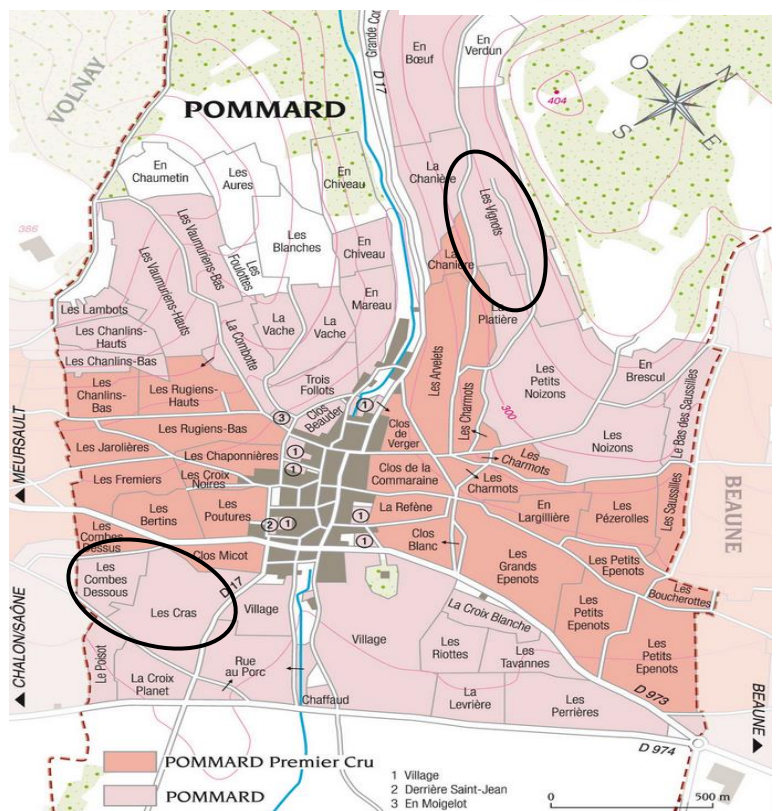 VOLNAY
POMMARD
Grande Com
D 17
En
Bœuf
En
Verdun
404
O
N
S
E
386
En
Chaumetin
Les
Aures
En
Chiveau
La
Chanière
Les Vignots
Les
Blanches
Les Vaumuriens-Bas
Les Vaumuriens-Hauts
Les
Foulottes
En
Chiveau
La
Chanière
En
Mareau
La
Platière
Les Lambots
Les Chanlins-
Hauts
La Combotte
La
Vache
La
Vache
Les Chanlins-Bas
Trois
Follots
Les Arvelets
Les Charmots
Les
Petits
Noizons
En
Brescul
Le Bas des Saussilles
Les
Chanlins-
Bas
Les Rugiens-
Hauts
300
3
Clos
Beauder
1
Clos
de
Verger
Les
Noizons
MEURSAULT
Les Rugiens-Bas
Les Jarolières
Les Chaponnières
1
1
Les
Charmots
Clos de la
Commaraine
Les
Charmots
Les Saussilles
BEAUNE
Les Fremiers
Les Croix
Noires
Les
Bertins
Les
Poutures
2
1
1
La Refène
En
Largillière
Les
Pézerolles
Les
Combes
Dessus
Clos Micot
1
Clos
Blanc
Les
Grands
Epenots
Les Petits
Epenots
Les
Boucherottes
Les
Combes
Dessous
Les Cras
D 17
Village
Village
La Croix Blanche
Les
Petits
Epenots
CHALON/SAÔNE
Le Poisot
La Croix
Planet
Rue
au Porc
Chaffaud
Les
Riottes
Les
Tavannes
Les
Petits
Epenots
La
Levrière
Les
Perrières
D 973
D 974
BEAUNE
POMMARD Premier Cru
POMMARD
1 Village
2 Derrière Saint-Jean
3 En Moigelot
0
500 m